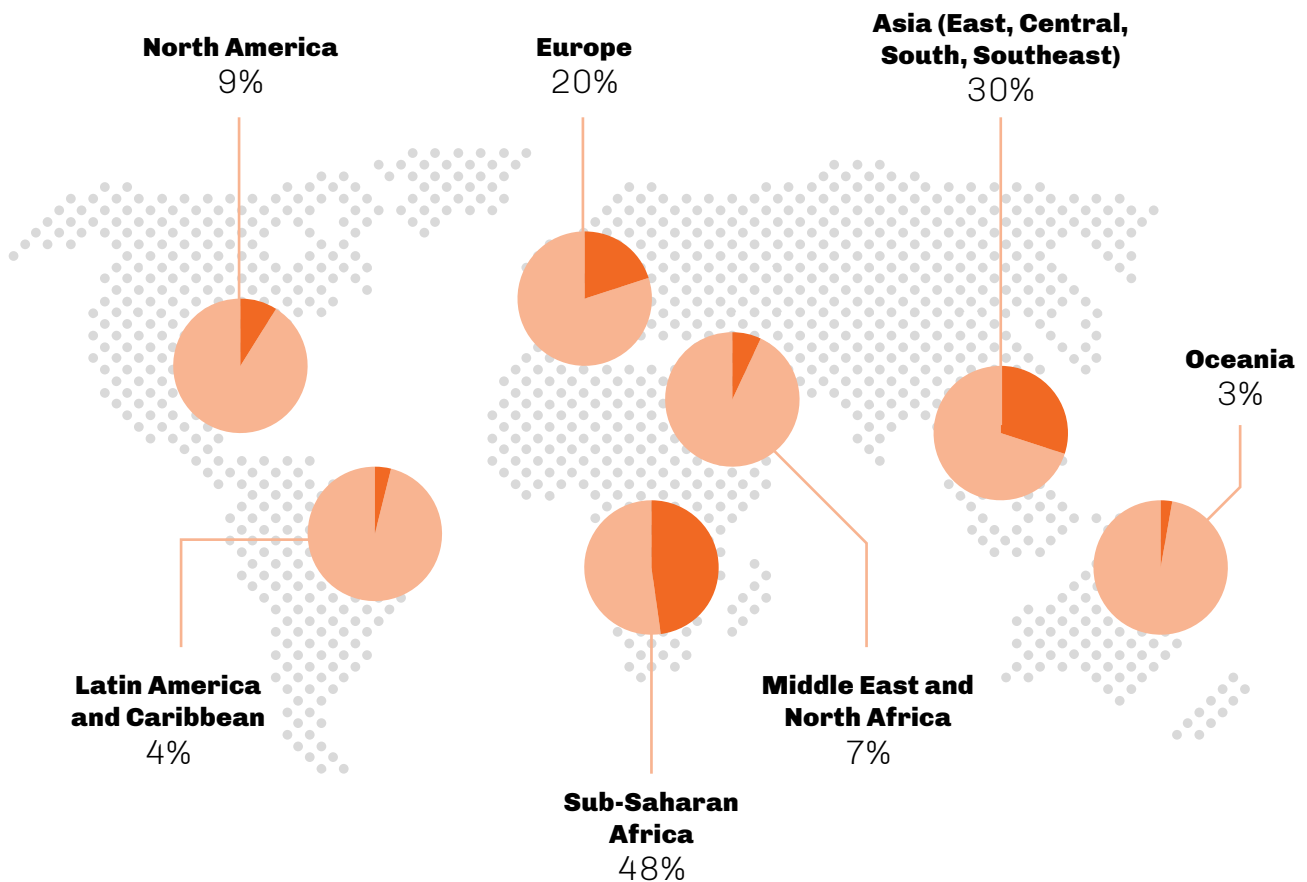 North America
9%
Europe
20%
Asia (East, Central,
South, Southeast)
30%
Oceania
3%
Latin America
and Caribbean
4%
Middle East and
North Africa
7%
Sub-Saharan
Africa
48%